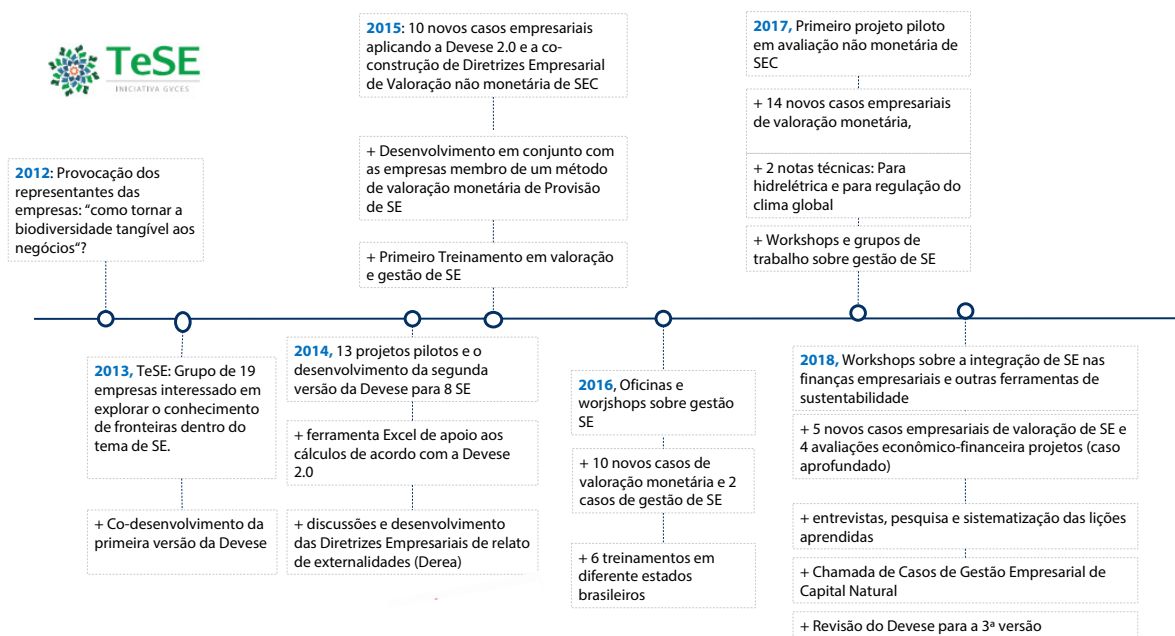 TeSE
INICIATIVA GVCES
2012: Provocação dos
representantes das
empresas: “como tornar a
biodiversidade tangível aos
negócios“?
2013, TeSE: Grupo de 19
empresas interessado em
explorar o conhecimento
de fronteiras dentro do
tema de SE.
+ Co-desenvolvimento da
primeira versão da Devese
2014, 13 projetos pilotos e o
desenvolvimento da segunda
versão da Devese para 8 SE
+ ferramenta Excel de apoio aos
cálculos de acordo com a Devese
2.0
+ discussões e desenvolvimento
das Diretrizes Empresariais de relato
de externalidades (Derea)
2015: 10 novos casos empresariais
aplicando a Devese 2.0 e a co-
construção de Diretrizes Empresarial
de Valoração não monetária de SEC
+ Desenvolvimento em conjunto com
as empresas membro de um método
de valoração monetária de Provisão
de SE
+ Primeiro Treinamento em valoração
e gestão de SE
2016, Oficinas e
worjshops sobre gestão
SE
+ 10 novos casos de
valoração monetária e 2
casos de gestão de SE
+ 6 treinamentos em
diferente estados
brasileiros
2017, Primeiro projeto piloto
em avaliação não monetária de
SEC
+ 14 novos casos empresariais
de valoração monetária,
+ 2 notas técnicas: Para
hidrelétrica e para regulação do
clima global
+ Workshops e grupos de
trabalho sobre gestão de SE
2018, Workshops sobre a integração de SE nas
finanças empresariais e outras ferramentas de
sustentabilidade
+ 5 novos casos empresariais de valoração de SE e
4 avaliações econômico-financeira projetos (caso
aprofundado)
+ entrevistas, pesquisa e sistematização das lições
aprendidas
+ Chamada de Casos de Gestão Empresarial de
Capital Natural
+ Revisão do Devese para a 3ª versão